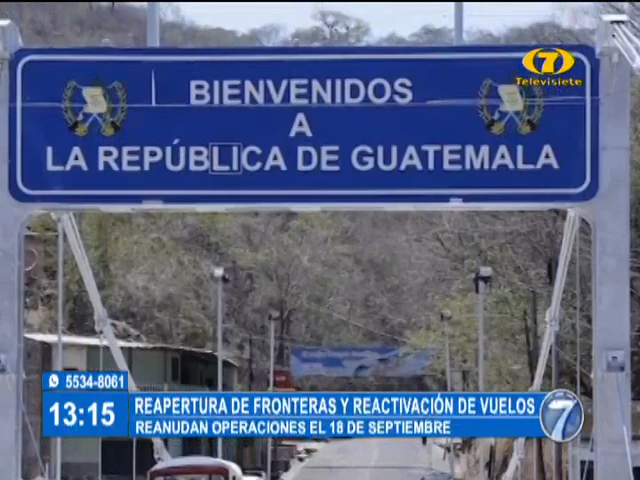 7
Televisiete
BIENVENIDOS
A
LA REPÚBLICA DE GUATEMALA
5534-8061
13:15
REAPERTURA DE FRONTERAS Y REACTIVACIÓN DE VUELOS
REANUDAN OPERACIONES EL 18 DE SEPTIEMBRE
7